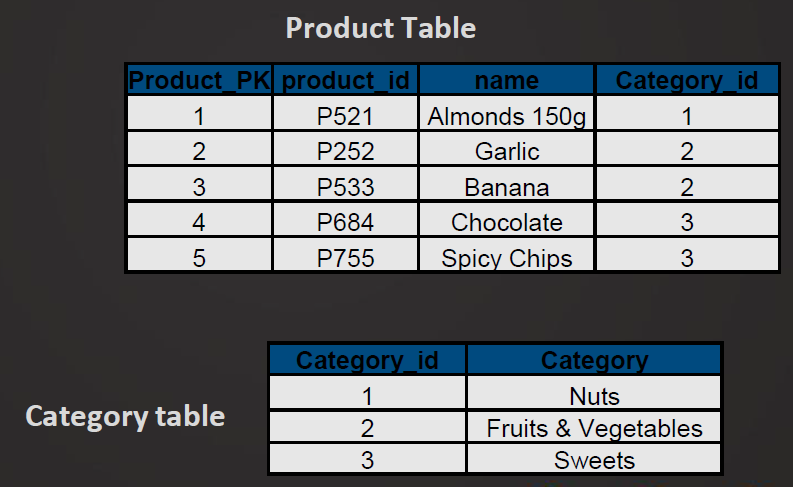 Product Table
Product_PK product_id name Category_id
1 P521 Almonds 150g 1
2 P252 Garlic 2
3 P533 Banana 2
4 P684 Chocolate 3
5 P755 Spicy Chips 3
Category_id Category
1 Nuts
Category table
2 Fruits & Vegetables
3 Sweets